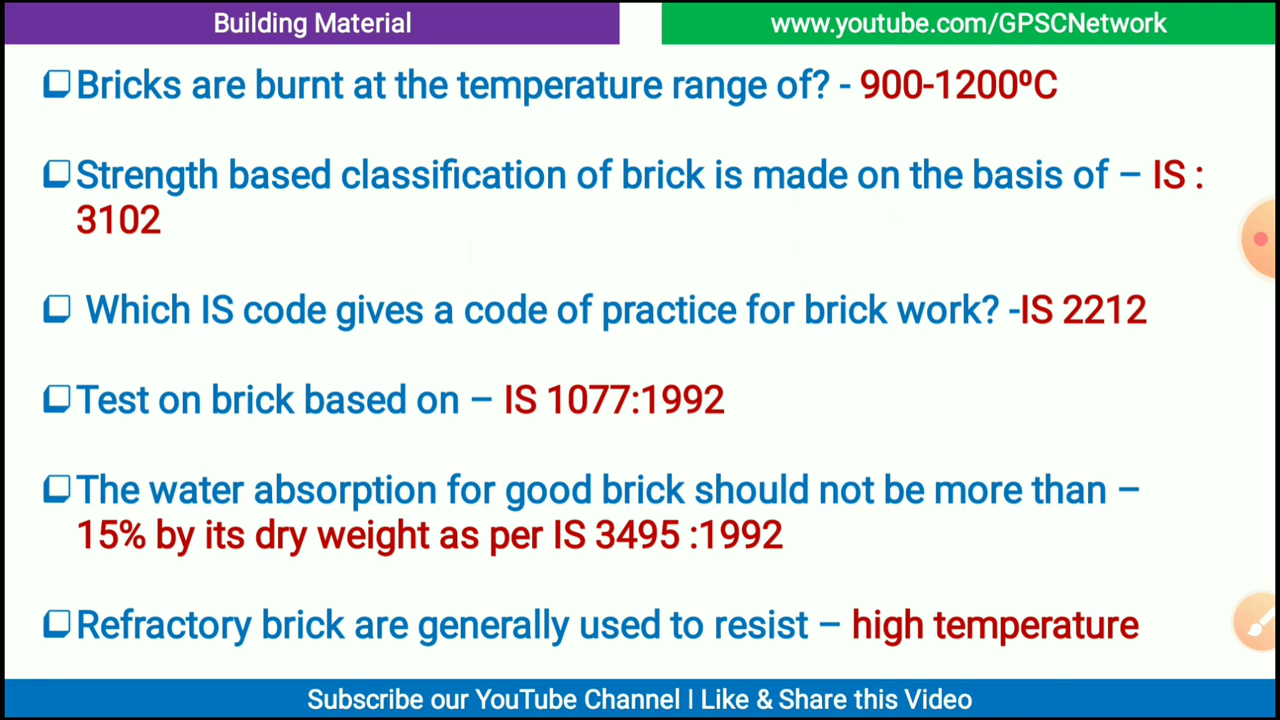 Building Material
www.youtube.com/GPSCNetwork
Bricks are burnt at the temperature range of? - 900-1200⁰C
Strength based classification of brick is made on the basis of – IS :
3102
Which IS code gives a code of practice for brick work? -IS 2212
Test on brick based on – IS 1077:1992
The water absorption for good brick should not be more than –
15% by its dry weight as per IS 3495 :1992
Refractory brick are generally used to resist – high temperature
Subscribe our YouTube Channel I Like & Share this Video